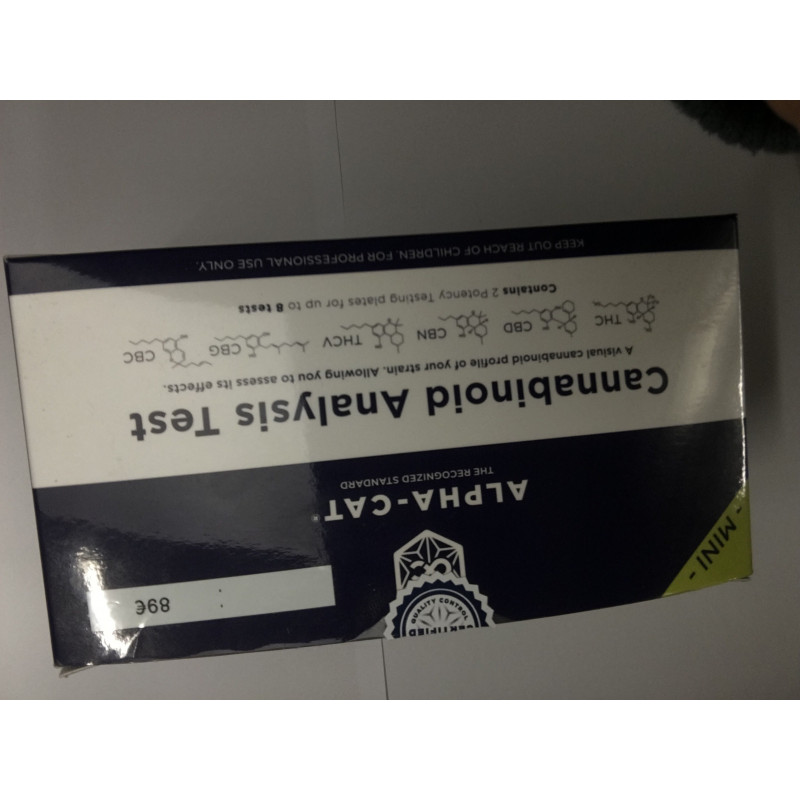 CERTIFIED
QUALITY CONTROL
ALPHA-CAT®
THE RECOGNIZED STANDARD
89€
- MINI -
Cannabinoid Analysis Test
A visiual cannabinoid profile of your strain. Allowing you to assess its effects.
THC CBD CBN THCV CBG CBC
Contains 2 Potency Testing plates for up to 8 tests
KEEP OUT REACH OF CHILDREN. FOR PROFESSIONAL USE ONLY.